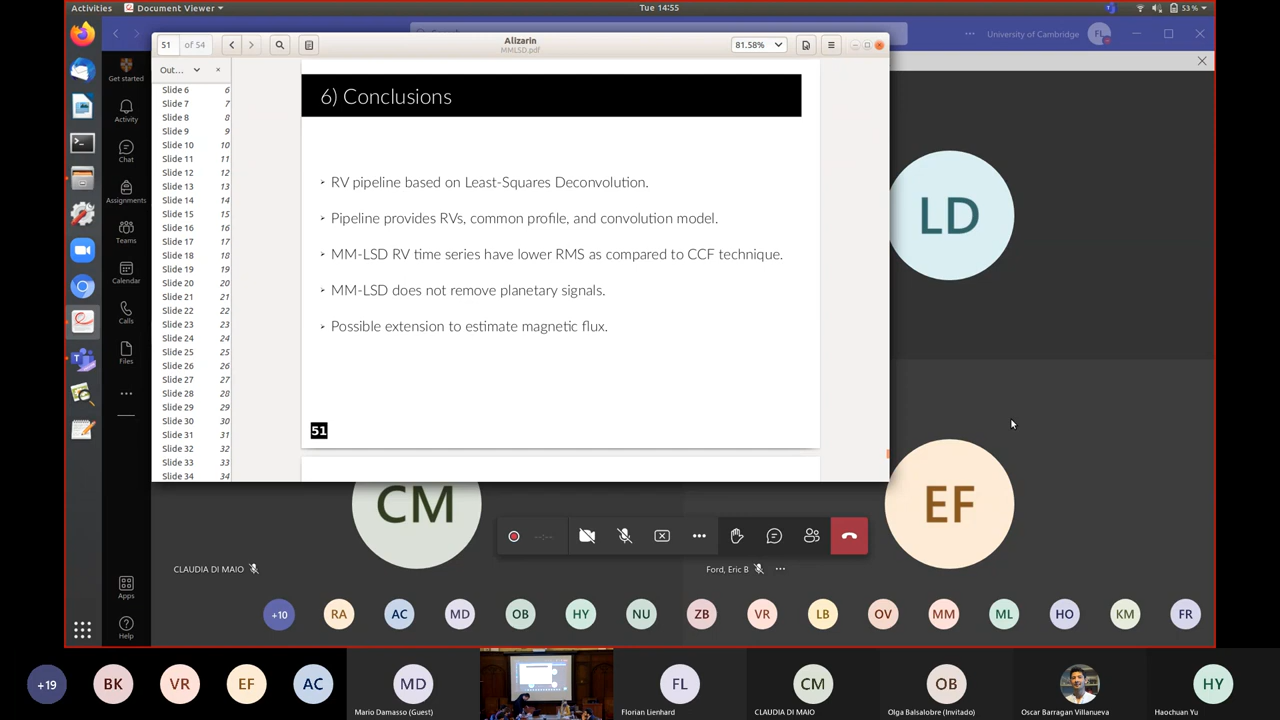 Activities
Document Viewer
Tue 14:55
53 %
51 of 54
Alizarin
MMLSD.pdf
81.58%
University of Cambridge
FL
Get started
Activity
Chat
Assignments
Teams
Calendar
Calls
Files
Apps
Help
Out...
Slide 6 6
Slide 7 7
Slide 8 8
Slide 9 9
Slide 10 10
Slide 11 11
Slide 12 12
Slide 13 13
Slide 14 14
Slide 15 15
Slide 16 16
Slide 17 17
Slide 18 18
Slide 19 19
Slide 20 20
Slide 21 21
Slide 22 22
Slide 23 23
Slide 24 24
Slide 25 25
Slide 26 26
Slide 27 27
Slide 28 28
Slide 29 29
Slide 30 30
Slide 31 31
Slide 32 32
Slide 33 33
Slide 34 34
6) Conclusions
RV pipeline based on Least-Squares Deconvolution.
Pipeline provides RVs, common profile, and convolution model.
MM-LSD RV time series have lower RMS as compared to CCF technique.
MM-LSD does not remove planetary signals.
Possible extension to estimate magnetic flux.
51
LD
CM
EF
--:--
CLAUDIA DI MAIO
Ford, Eric B
+10
RA
AC
MD
OB
HY
NU
ZB
VR
LB
OV
MM
ML
HO
KM
FR
+19
BK
VR
EF
AC
MD
FL
CM
OB
HY
Mario Damasso (Guest)
Florian Lienhard
CLAUDIA DI MAIO
Olga Balsalobre (Invitado)
Oscar Barragan Villanueva
Haochuan Yu